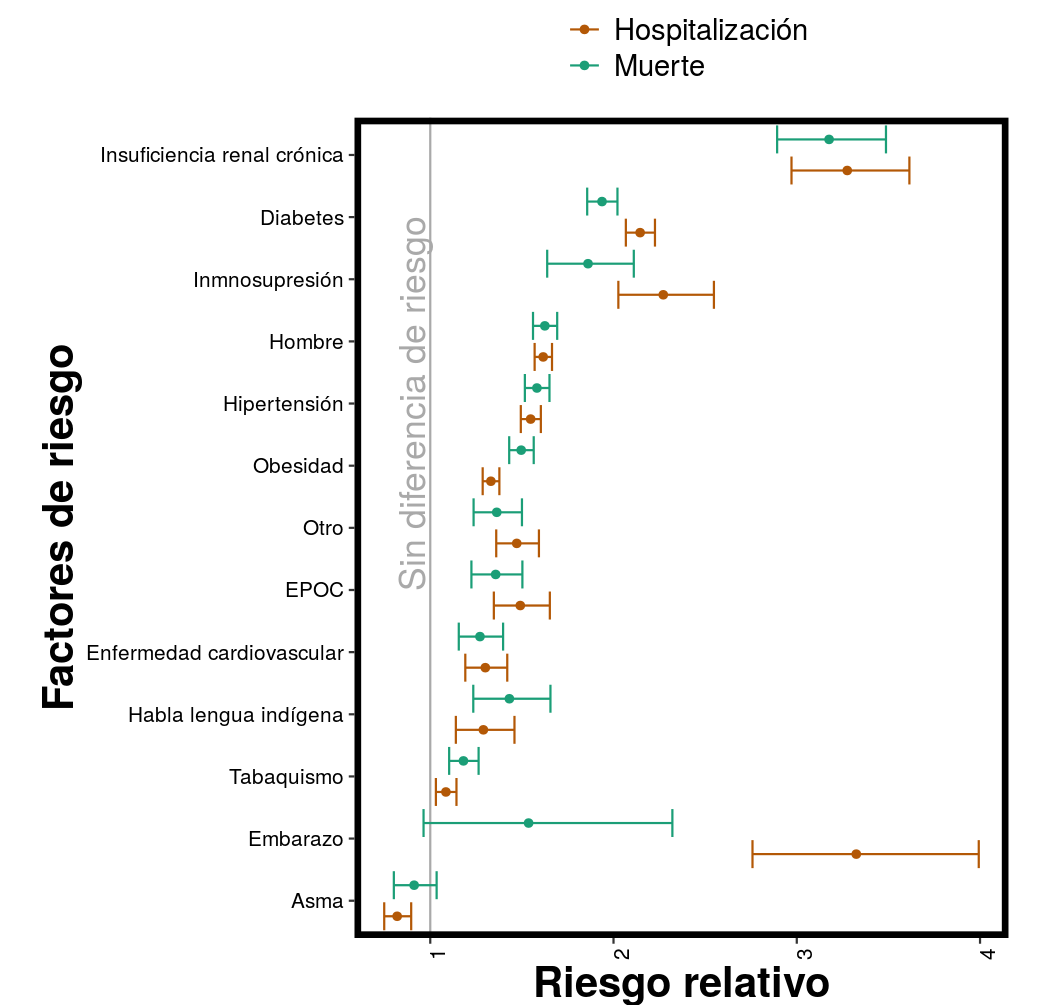 Hospitalización
Muerte
Insuficiencia renal crónica
Diabetes
Inmnosupresión
Hombre
Hipertensión
Obesidad
Otro
EPOC
Enfermedad cardiovascular
Habla lengua indígena
Tabaquismo
Embarazo
Asma
Factores de riesgo
Sin diferencia de riesgo
1
2
3
4
Riesgo relativo